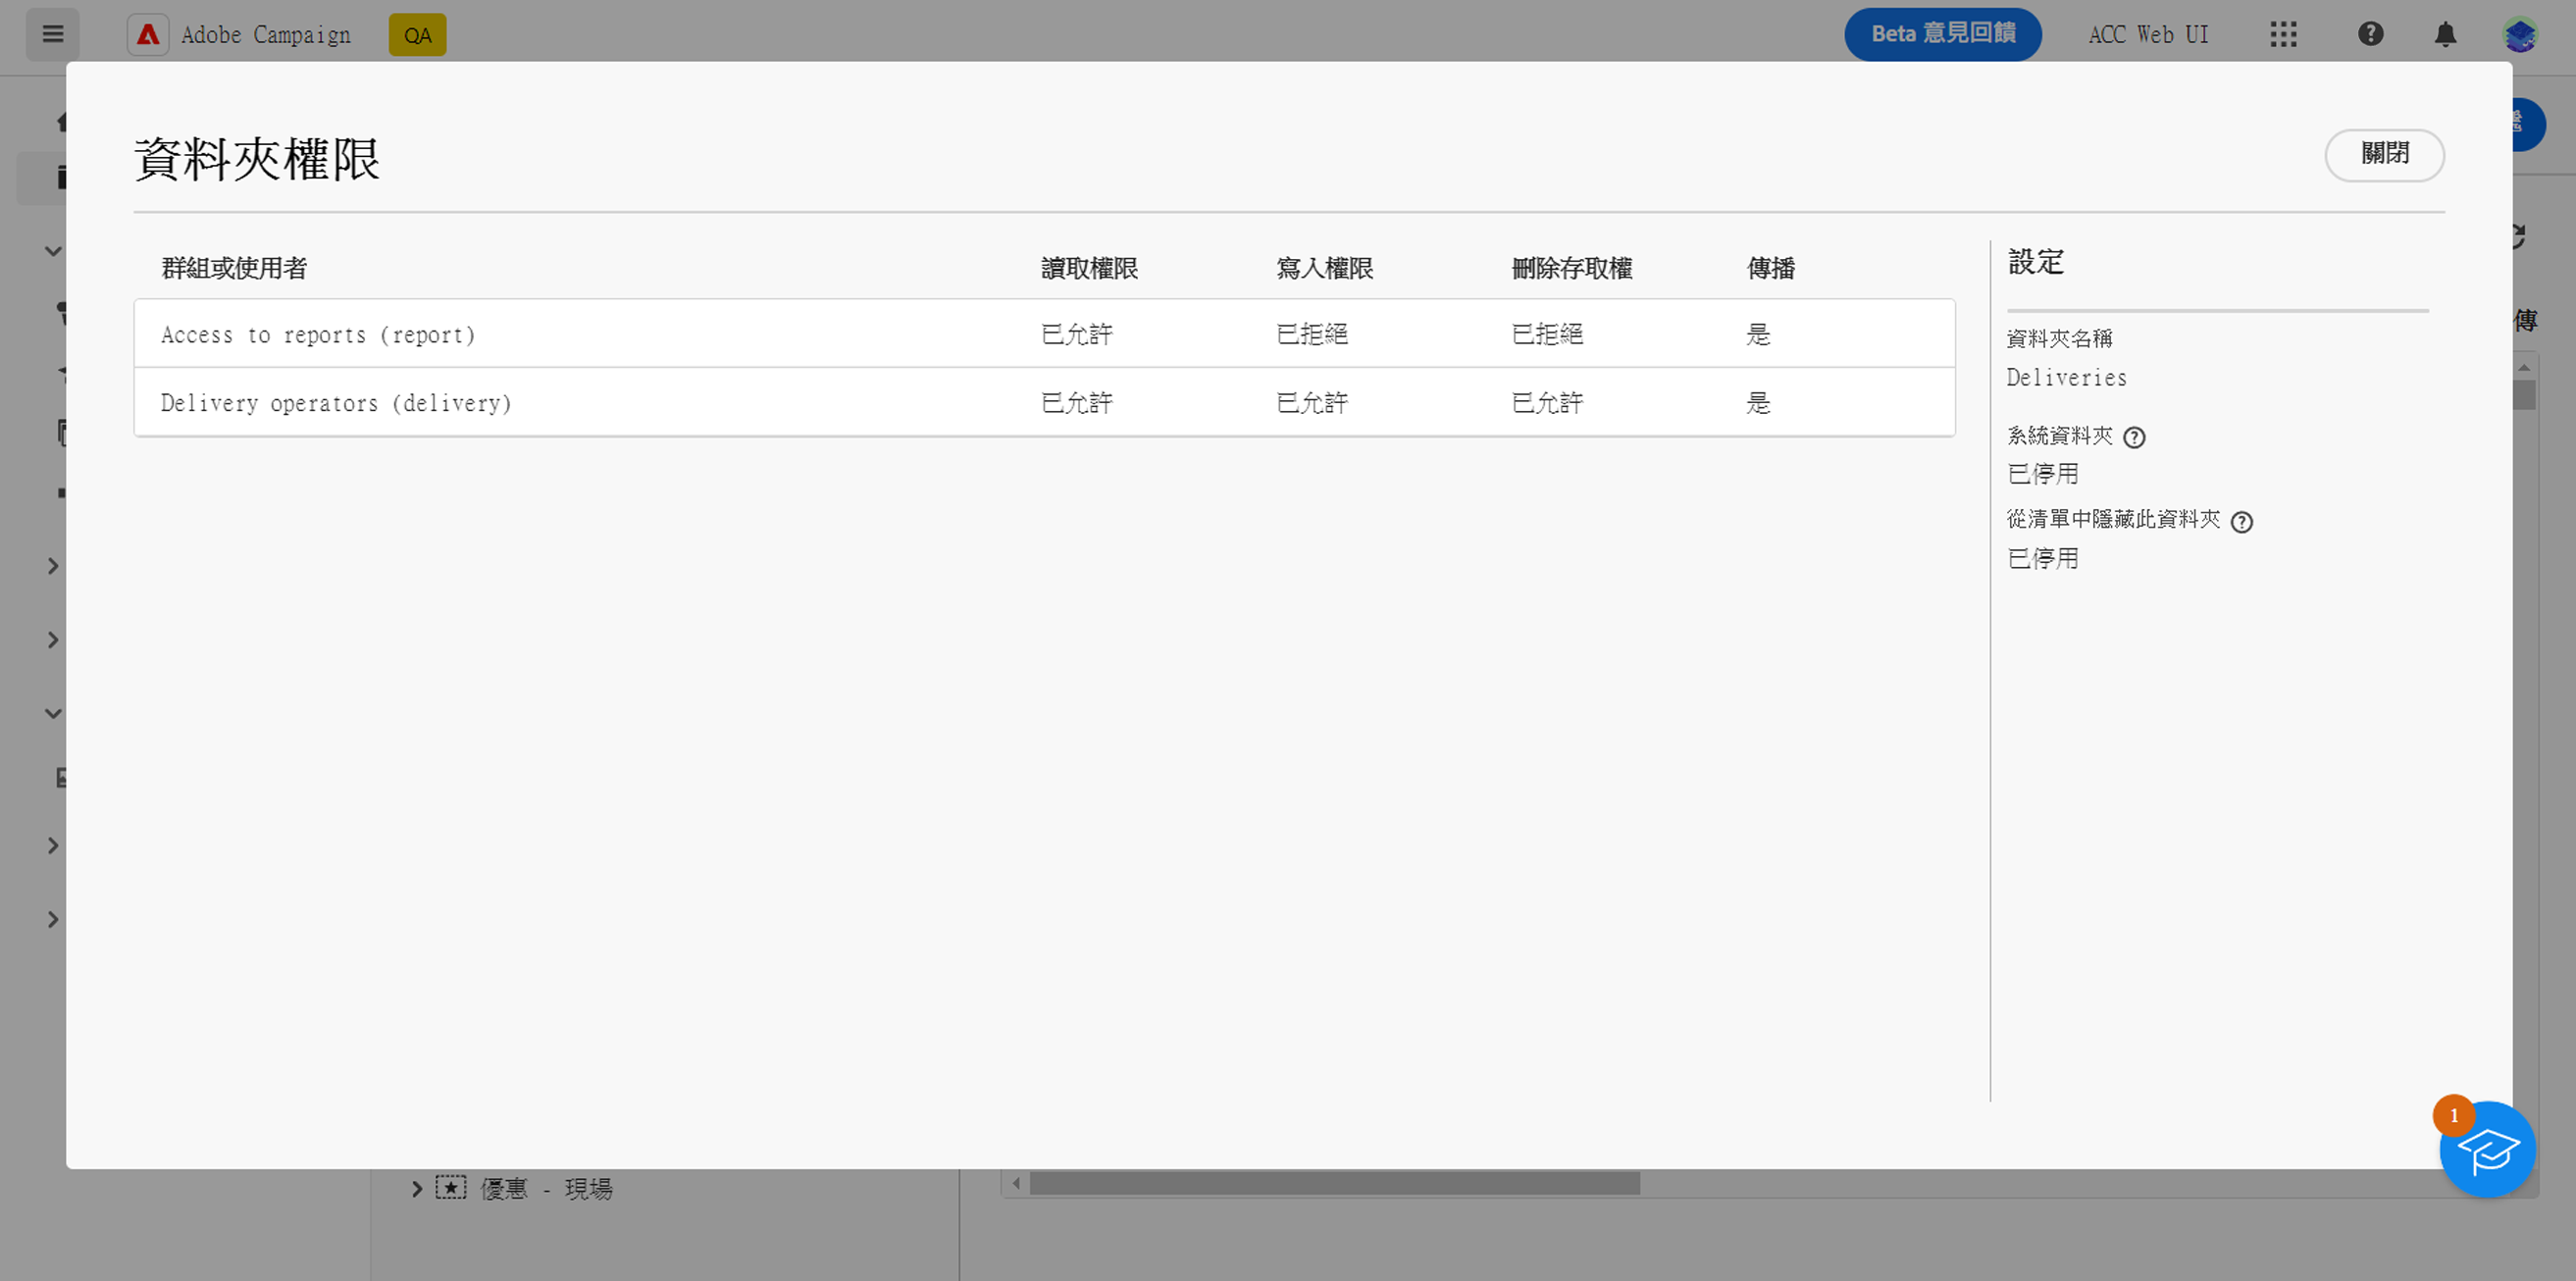 Adobe Campaign
QA
Beta 意見回饋
ACC Web UI
資料夾權限
關閉
群組或使用者 讀取權限 寫入權限 刪除存取權 傳播
Access to reports (report) 已允許 已拒絕 已拒絕 是
Delivery operators (delivery) 已允許 已允許 已允許 是
設定
資料夾名稱
Deliveries
系統資料夾
已停用
從清單中隱藏此資料夾
已停用
傳
1
優惠 - 現場